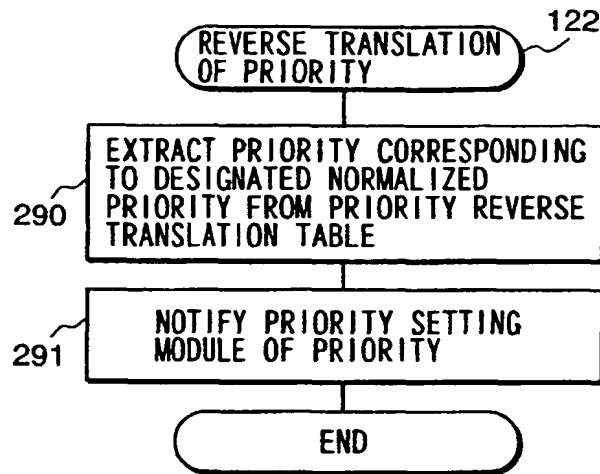 122
REVERSE TRANSLATION
OF PRIORITY
290
EXTRACT PRIORITY CORRESPONDING
TO DESIGNATED NORMALIZED
PRIORITY FROM PRIORITY REVERSE
TRANSLATION TABLE
291
NOTIFY PRIORITY SETTING
MODULE OF PRIORITY
END